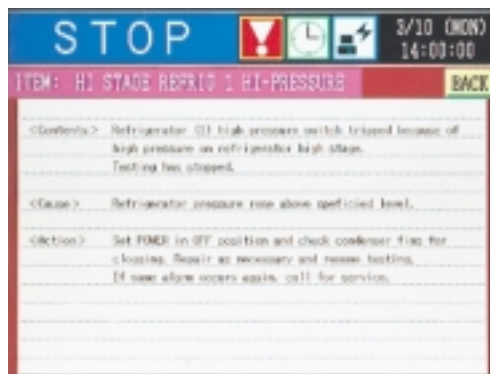 STOP
3/10 (MON)
14:00:00
ITEM: HI STAGE REFRIG 1 HI-PRESSURE
BACK
<Contents> Refrigerator (1) high pressure switch tripped because of
high pressure on refrigerator high stage.
Testing has stopped.
<Cause> Refrigerator pressure rose above speficied level.
<Action> Set POWER in OFF position and check condenser fins for
clogging. Repair as necessary and resume testing.
If same alarm occurs again, call for service.